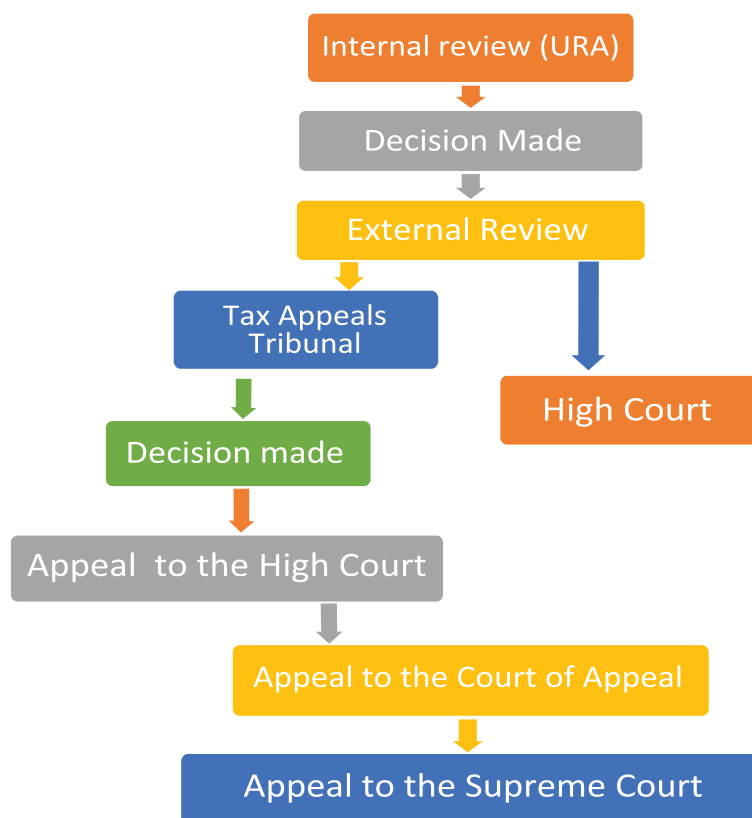 Internal review (URA)
Decision Made
External Review
Tax Appeals
Tribunal
High Court
Decision made
Appeal  to the High Court
Appeal to the Court of Appeal
Appeal to the Supreme Court